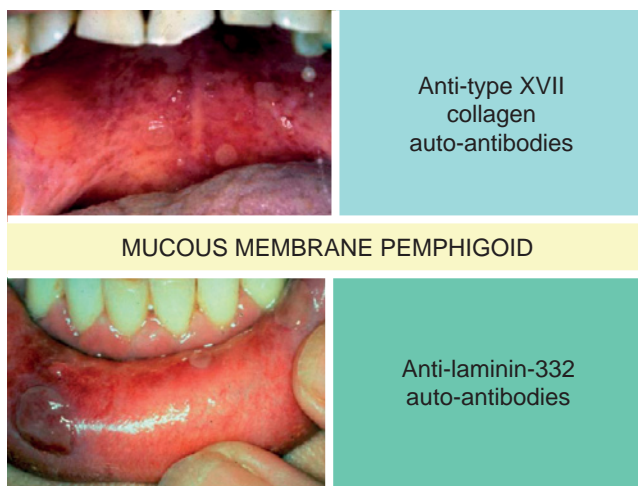 Anti-type XVII
collagen
auto-antibodies
MUCOUS MEMBRANE PEMPHIGOID
Anti-laminin-332
auto-antibodies